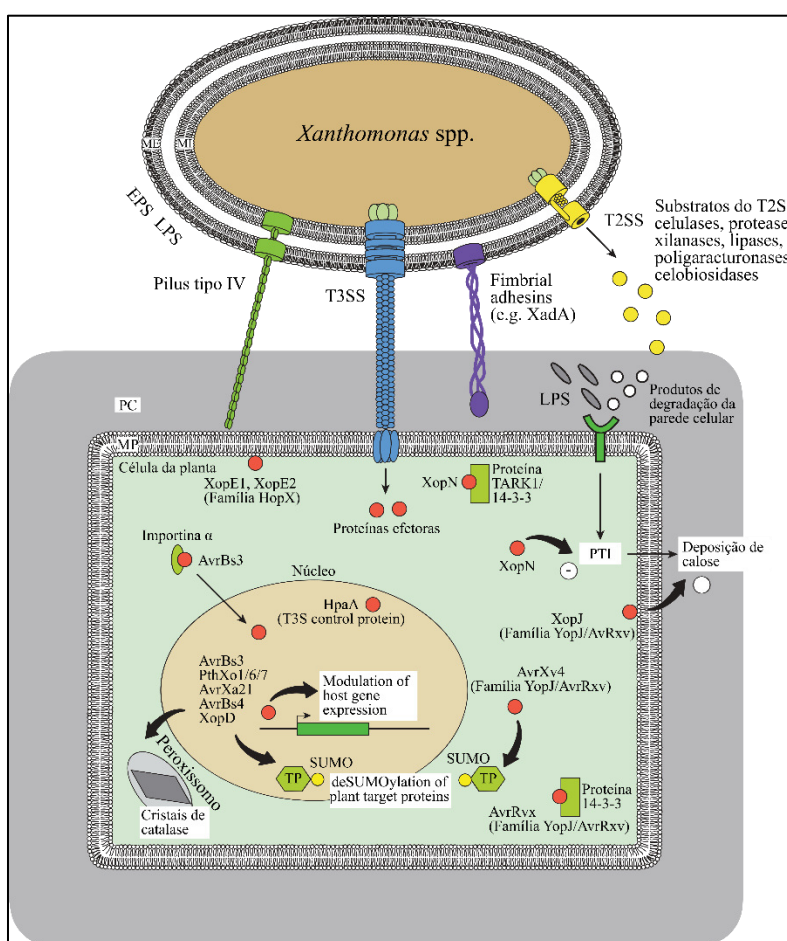 Xanthomonas spp.
ME
MI
EPS LPS
T2SS
Substratos do T2S
celulases, protease
xilanases, lipases,
poligaracturonases
celobiosidases
Pilus tipo IV
T3SS
Fimbrial
adhesins
(e.g. XadA)
LPS
Produtos de
degradação da
parede celular
PC
MP
Célula da planta
XopE1, XopE2
(Família HopX)
XopN
Proteína
TARK1/
14-3-3
Proteínas efetoras
Importina α
AvrBs3
XopN
PTI
-
Deposição de
calose
Núcleo
HpaA
(T3S control protein)
XopJ
(Família YopJ/AvRxv)
AvrBs3
PthXo1/6/7
AvrXa21
AvrBs4
XopD
Modulation of
host gene
expression
AvrXv4
(Família YopJ/AvrRxv)
Peroxissomo
Cristais de
catalase
SUMO
TP
deSUMOylation of
plant target proteins
SUMO
TP
Proteína
14-3-3
AvrRvx
(Família YopJ/AvrRxv)